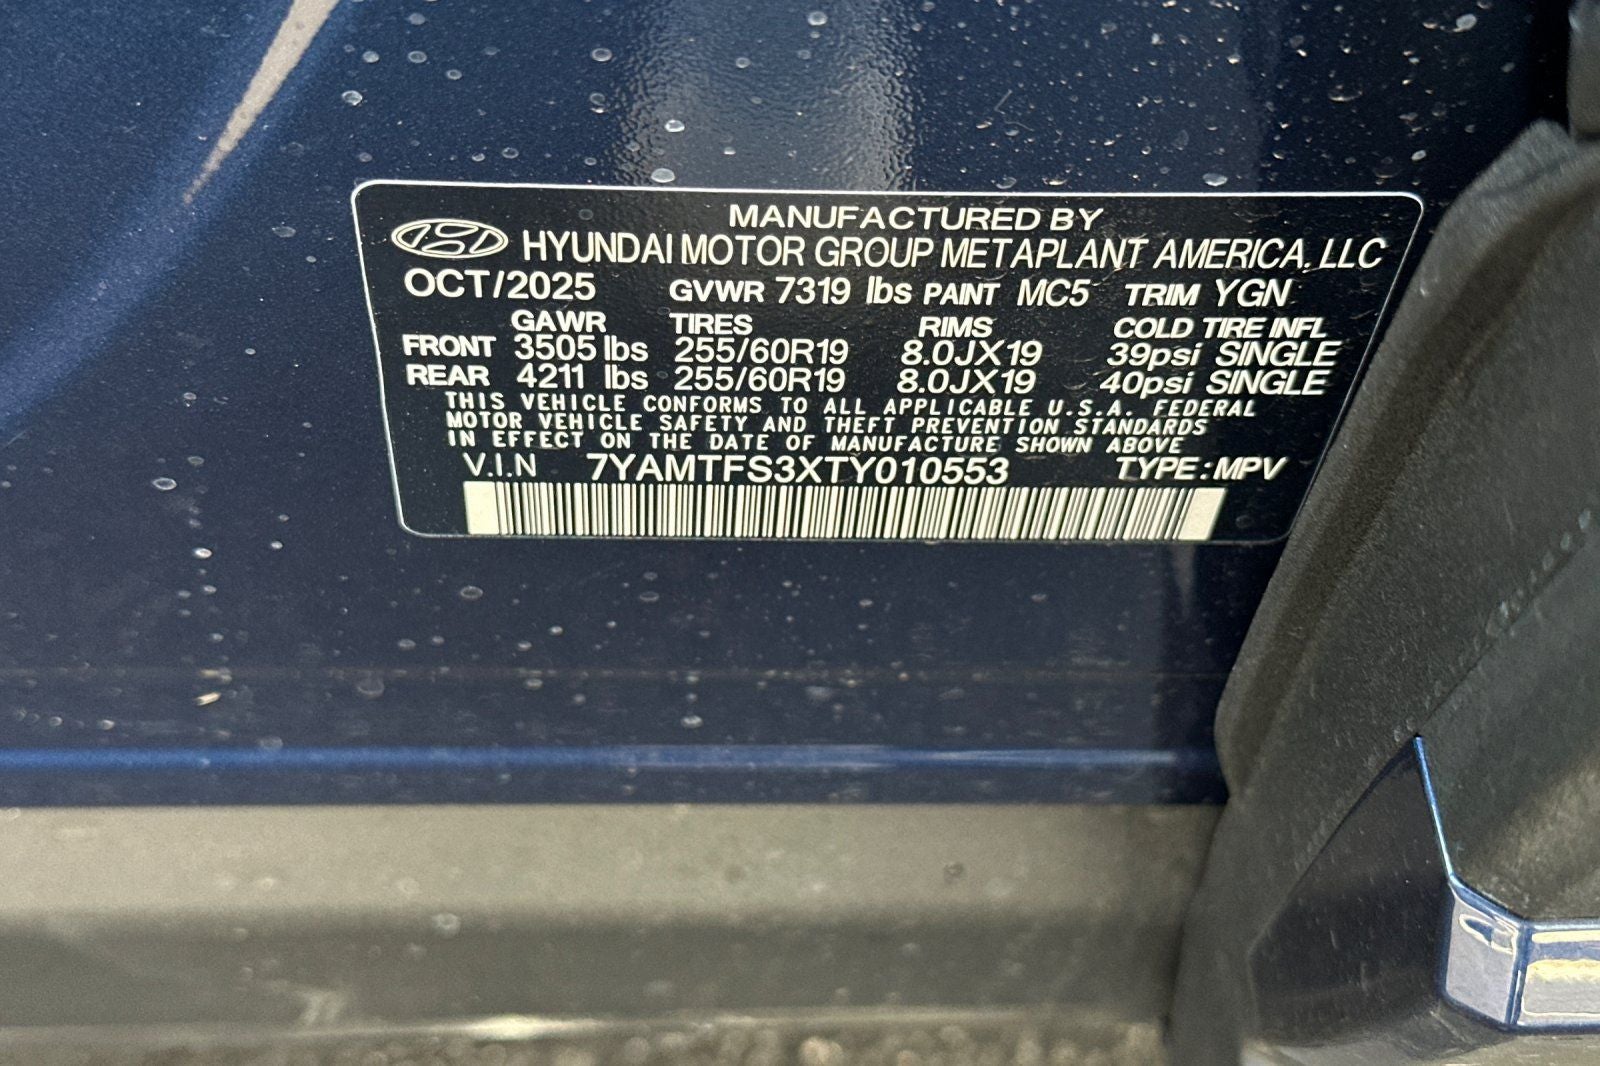 MANUFACTURED BY
HYUNDAI MOTOR GROUP METAPLANT AMERICA, LLC
OCT/2025 GVWR 7319 lbs PAINT MC5 TRIM YGN
GAWR TIRES RIMS COLD TIRE INFL
FRONT 3505 lbs 255/60R19 8.0JX19 39psi SINGLE
REAR 4211 lbs 255/60R19 8.0JX19 40psi SINGLE
THIS VEHICLE CONFORMS TO ALL APPLICABLE U.S.A. FEDERAL
MOTOR VEHICLE SAFETY AND THEFT PREVENTION STANDARDS
IN EFFECT ON THE DATE OF MANUFACTURE SHOWN ABOVE
V.I.N 7YAMTFS3XTY010553 TYPE:MPV